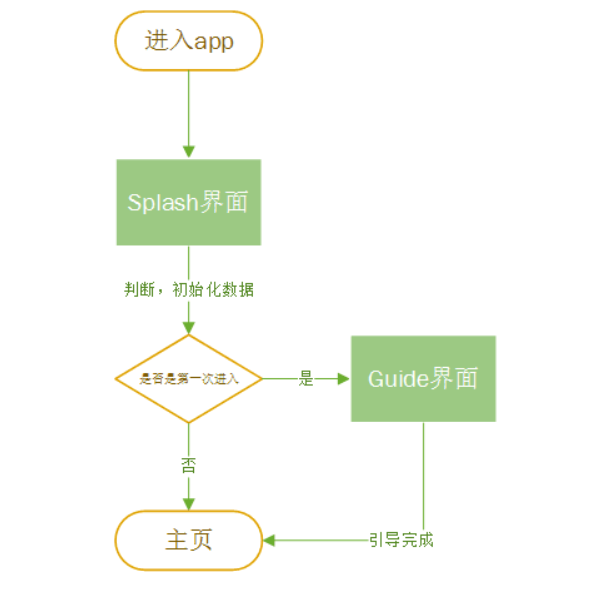 进入app
Splash界面
判断，初始化数据
是否是第一次进入
是
Guide界面
否
主页
引导完成